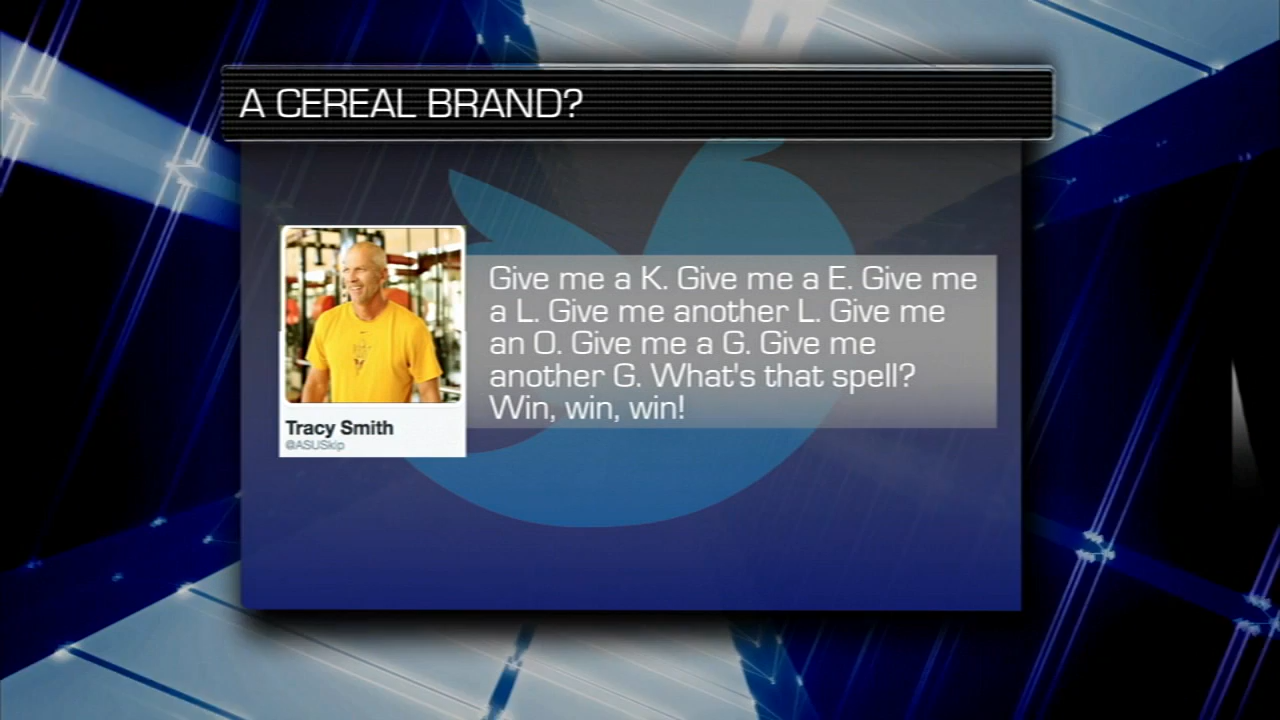 A CEREAL BRAND?
Give me a K. Give me a E. Give me
a L. Give me another L. Give me
an O. Give me a G. Give me
another G. What's that spell?
Win, win, win!
Tracy Smith
@ASUSkip